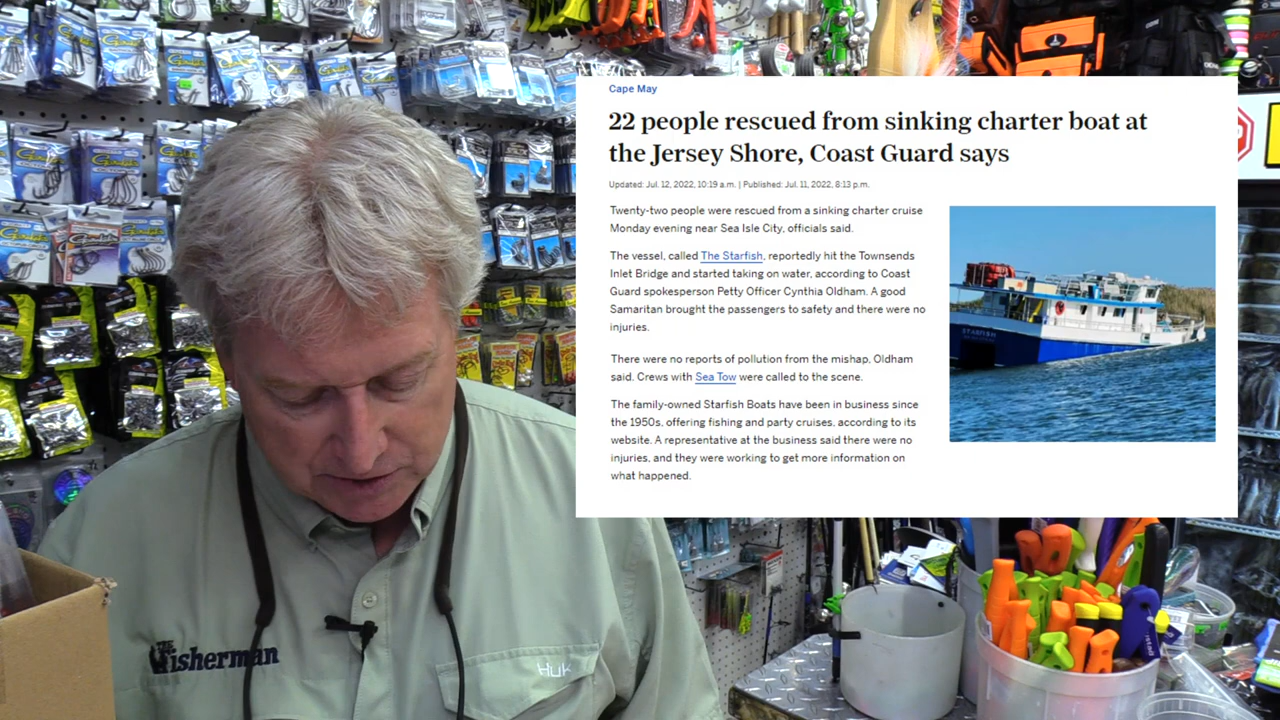 Cape May
22 people rescued from sinking charter boat at
the Jersey Shore, Coast Guard says
Updated: Jul. 12, 2022, 10:19 a.m. | Published: Jul. 11, 2022, 8:13 p.m.
Twenty-two people were rescued from a sinking charter cruise
Monday evening near Sea Isle City, officials said.
The vessel, called The Starfish, reportedly hit the Townsends
Inlet Bridge and started taking on water, according to Coast
Guard spokesperson Petty Officer Cynthia Oldham. A good
Samaritan brought the passengers to safety and there were no
injuries.
There were no reports of pollution from the mishap, Oldham
said. Crews with Sea Tow were called to the scene.
The family-owned Starfish Boats have been in business since
the 1950s, offering fishing and party cruises, according to its
website. A representative at the business said there were no
injuries, and they were working to get more information on
what happened.
STARFISH
THE
Fisherman
HUK
Gamakatsu